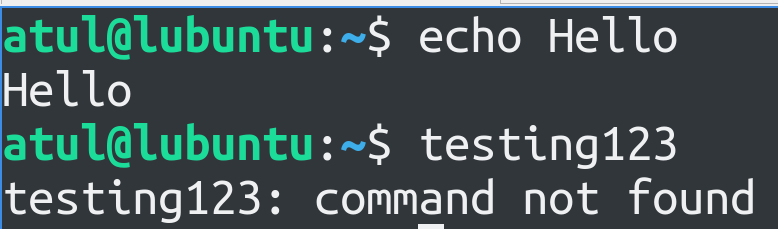 atul@lubuntu:~$ echo Hello
Hello
atul@lubuntu:~$ testing123
testing123: command not found